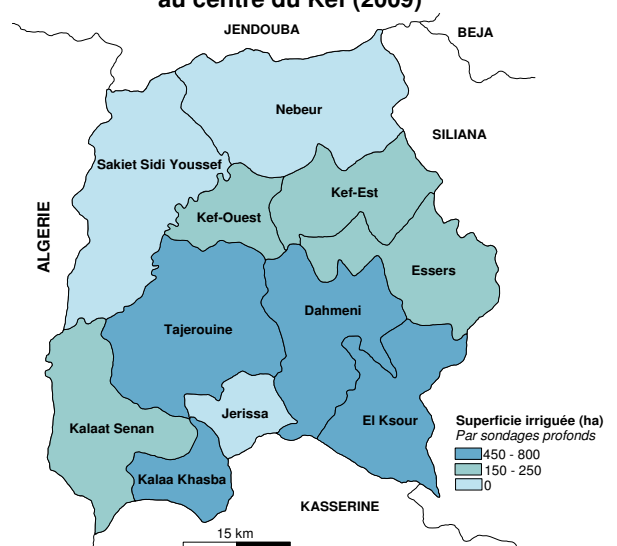 au centre du Kef (2009)
JENDOUBA
BEJA
Nebeur
SILIANA
Sakiet Sidi Youssef
Kef-Est
Kef-Ouest
ALGERIE
Essers
Dahmeni
Tajerouine
Jerissa
El Ksour
Kalaat Senan
Superficie irriguée (ha)
Par sondages profonds
450 - 800
150 - 250
0
Kalaa Khasba
KASSERINE
15 km